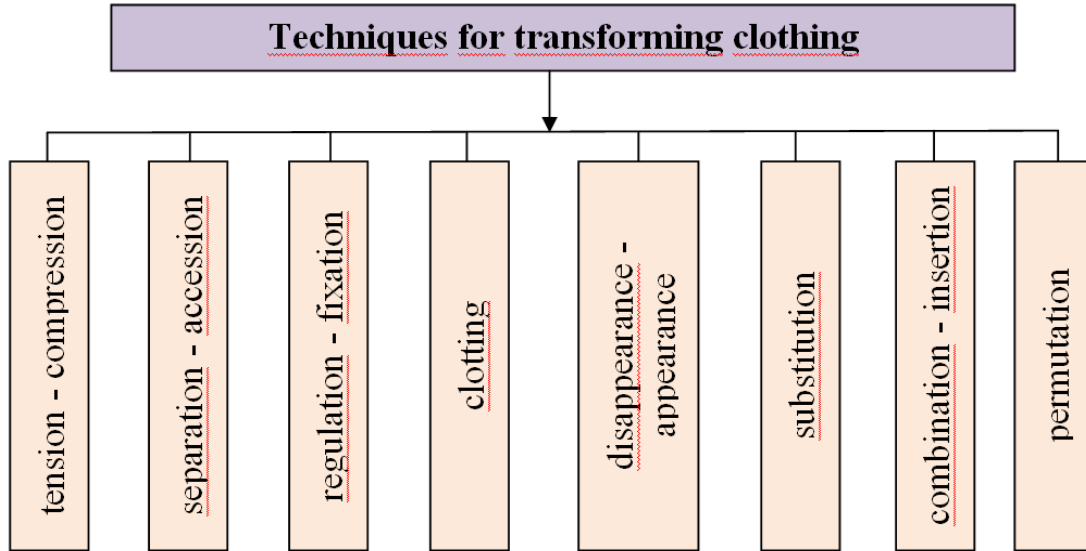 Techniques for transforming clothing
tension - compression
separation - accession
regulation - fixation
clotting
disappearance -
appearance
substitution
combination - insertion
permutation